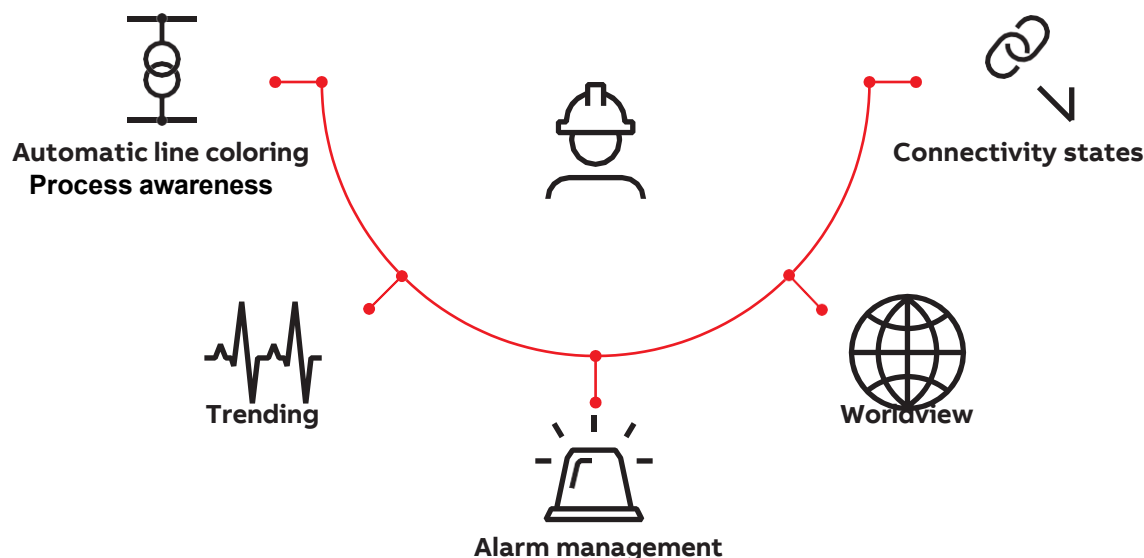 Automatic line coloring
Process awareness
Connectivity states
Trending
Worldview
Alarm management